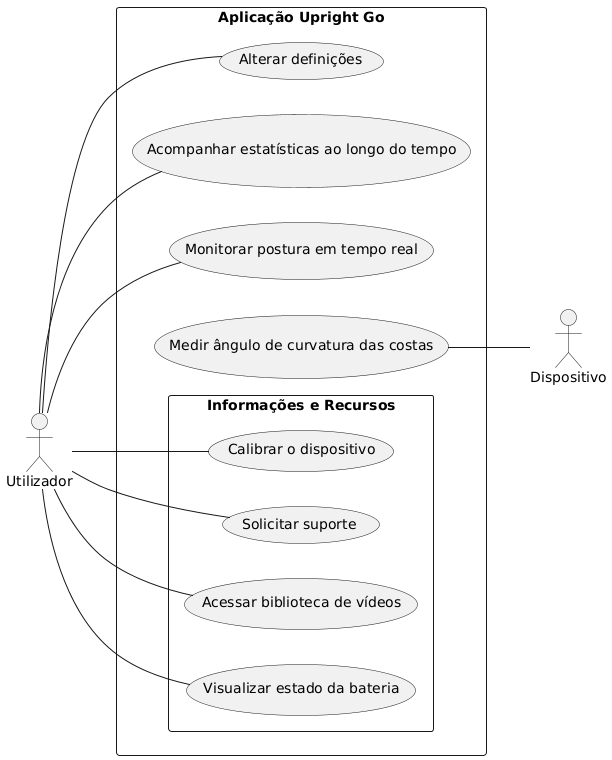 Aplicação Upright Go
Alterar definições
Acompanhar estatísticas ao longo do tempo
Monitorar postura em tempo real
Medir ângulo de curvatura das costas
Dispositivo
Informações e Recursos
Calibrar o dispositivo
Utilizador
Solicitar suporte
Acessar biblioteca de vídeos
Visualizar estado da bateria